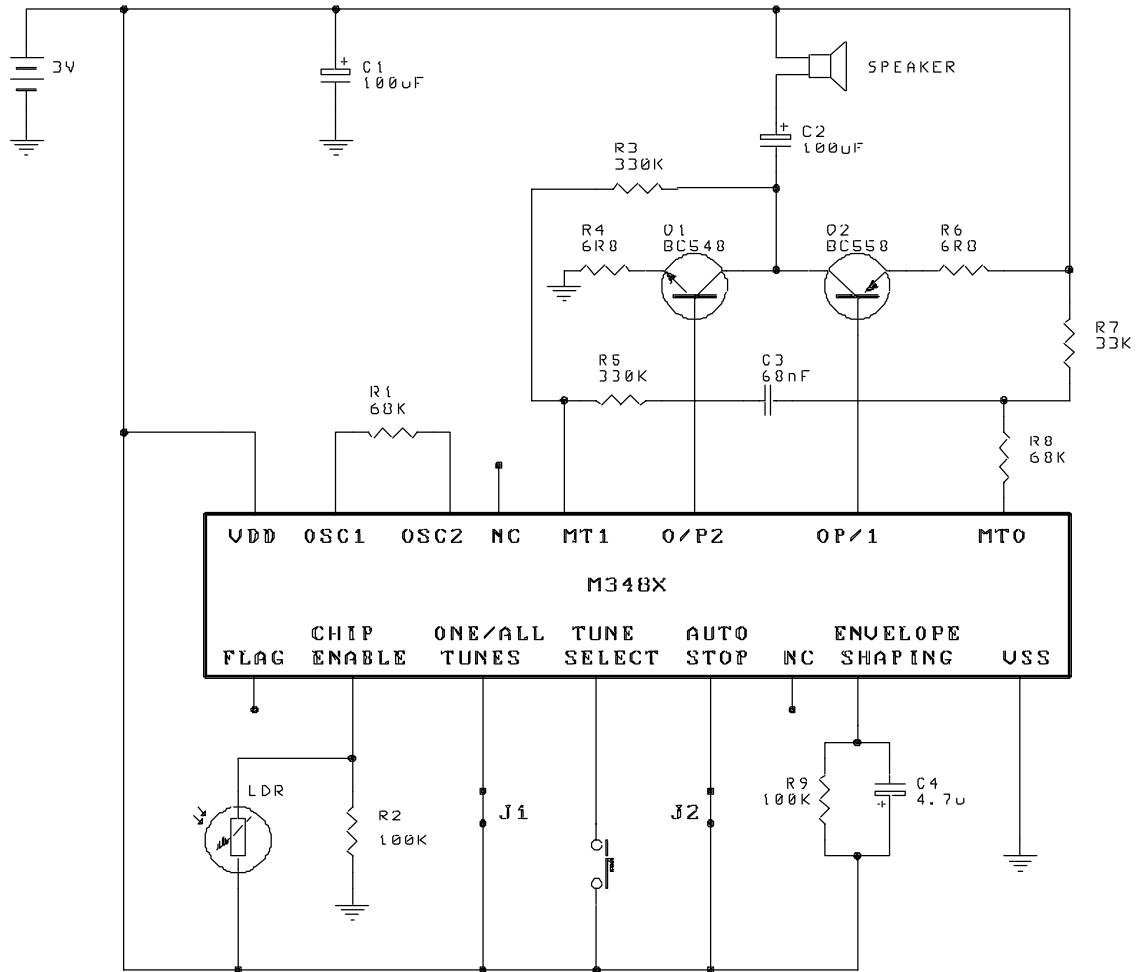 3V
C1
100uF
SPEAKER
C2
100uF
R3
330K
R4
6R8
Q1
BC548
Q2
BC558
R6
6R8
R7
33K
R5
330K
C3
68nF
R1
68K
R8
68K
VDD OSC1 OSC2 NC MT1 O/P2 OP/1 MTO
M348X
FLAG CHIP ENABLE ONE/ALL TUNES TUNE SELECT AUTO STOP NC ENVELOPE SHAPING VSS
LDR
R2
100K
J1
J2
R9
100K
C4
4.7u